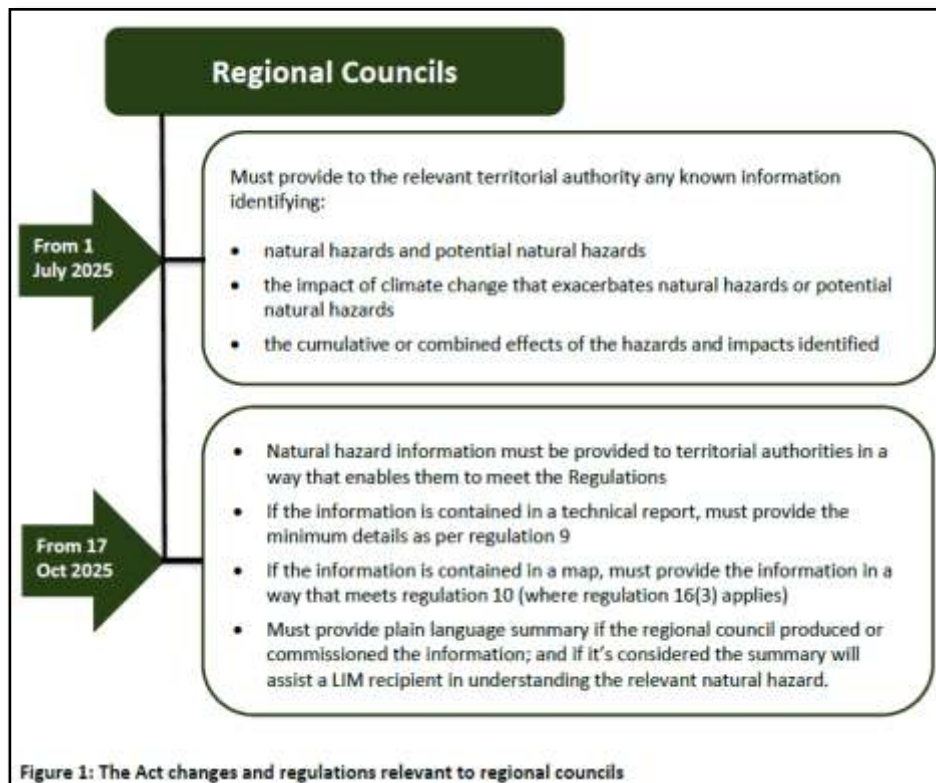 Regional Councils
From 1
July 2025
Must provide to the relevant territorial authority any known information
identifying:
• natural hazards and potential natural hazards
• the impact of climate change that exacerbates natural hazards or potential
natural hazards
• the cumulative or combined effects of the hazards and impacts identified
From 17
Oct 2025
• Natural hazard information must be provided to territorial authorities in a
way that enables them to meet the Regulations
• If the information is contained in a technical report, must provide the
minimum details as per regulation 9
• If the information is contained in a map, must provide the information in a
way that meets regulation 10 (where regulation 16(3) applies)
• Must provide plain language summary if the regional council produced or
commissioned the information; and if it's considered the summary will
assist a LIM recipient in understanding the relevant natural hazard.
Figure 1: The Act changes and regulations relevant to regional councils